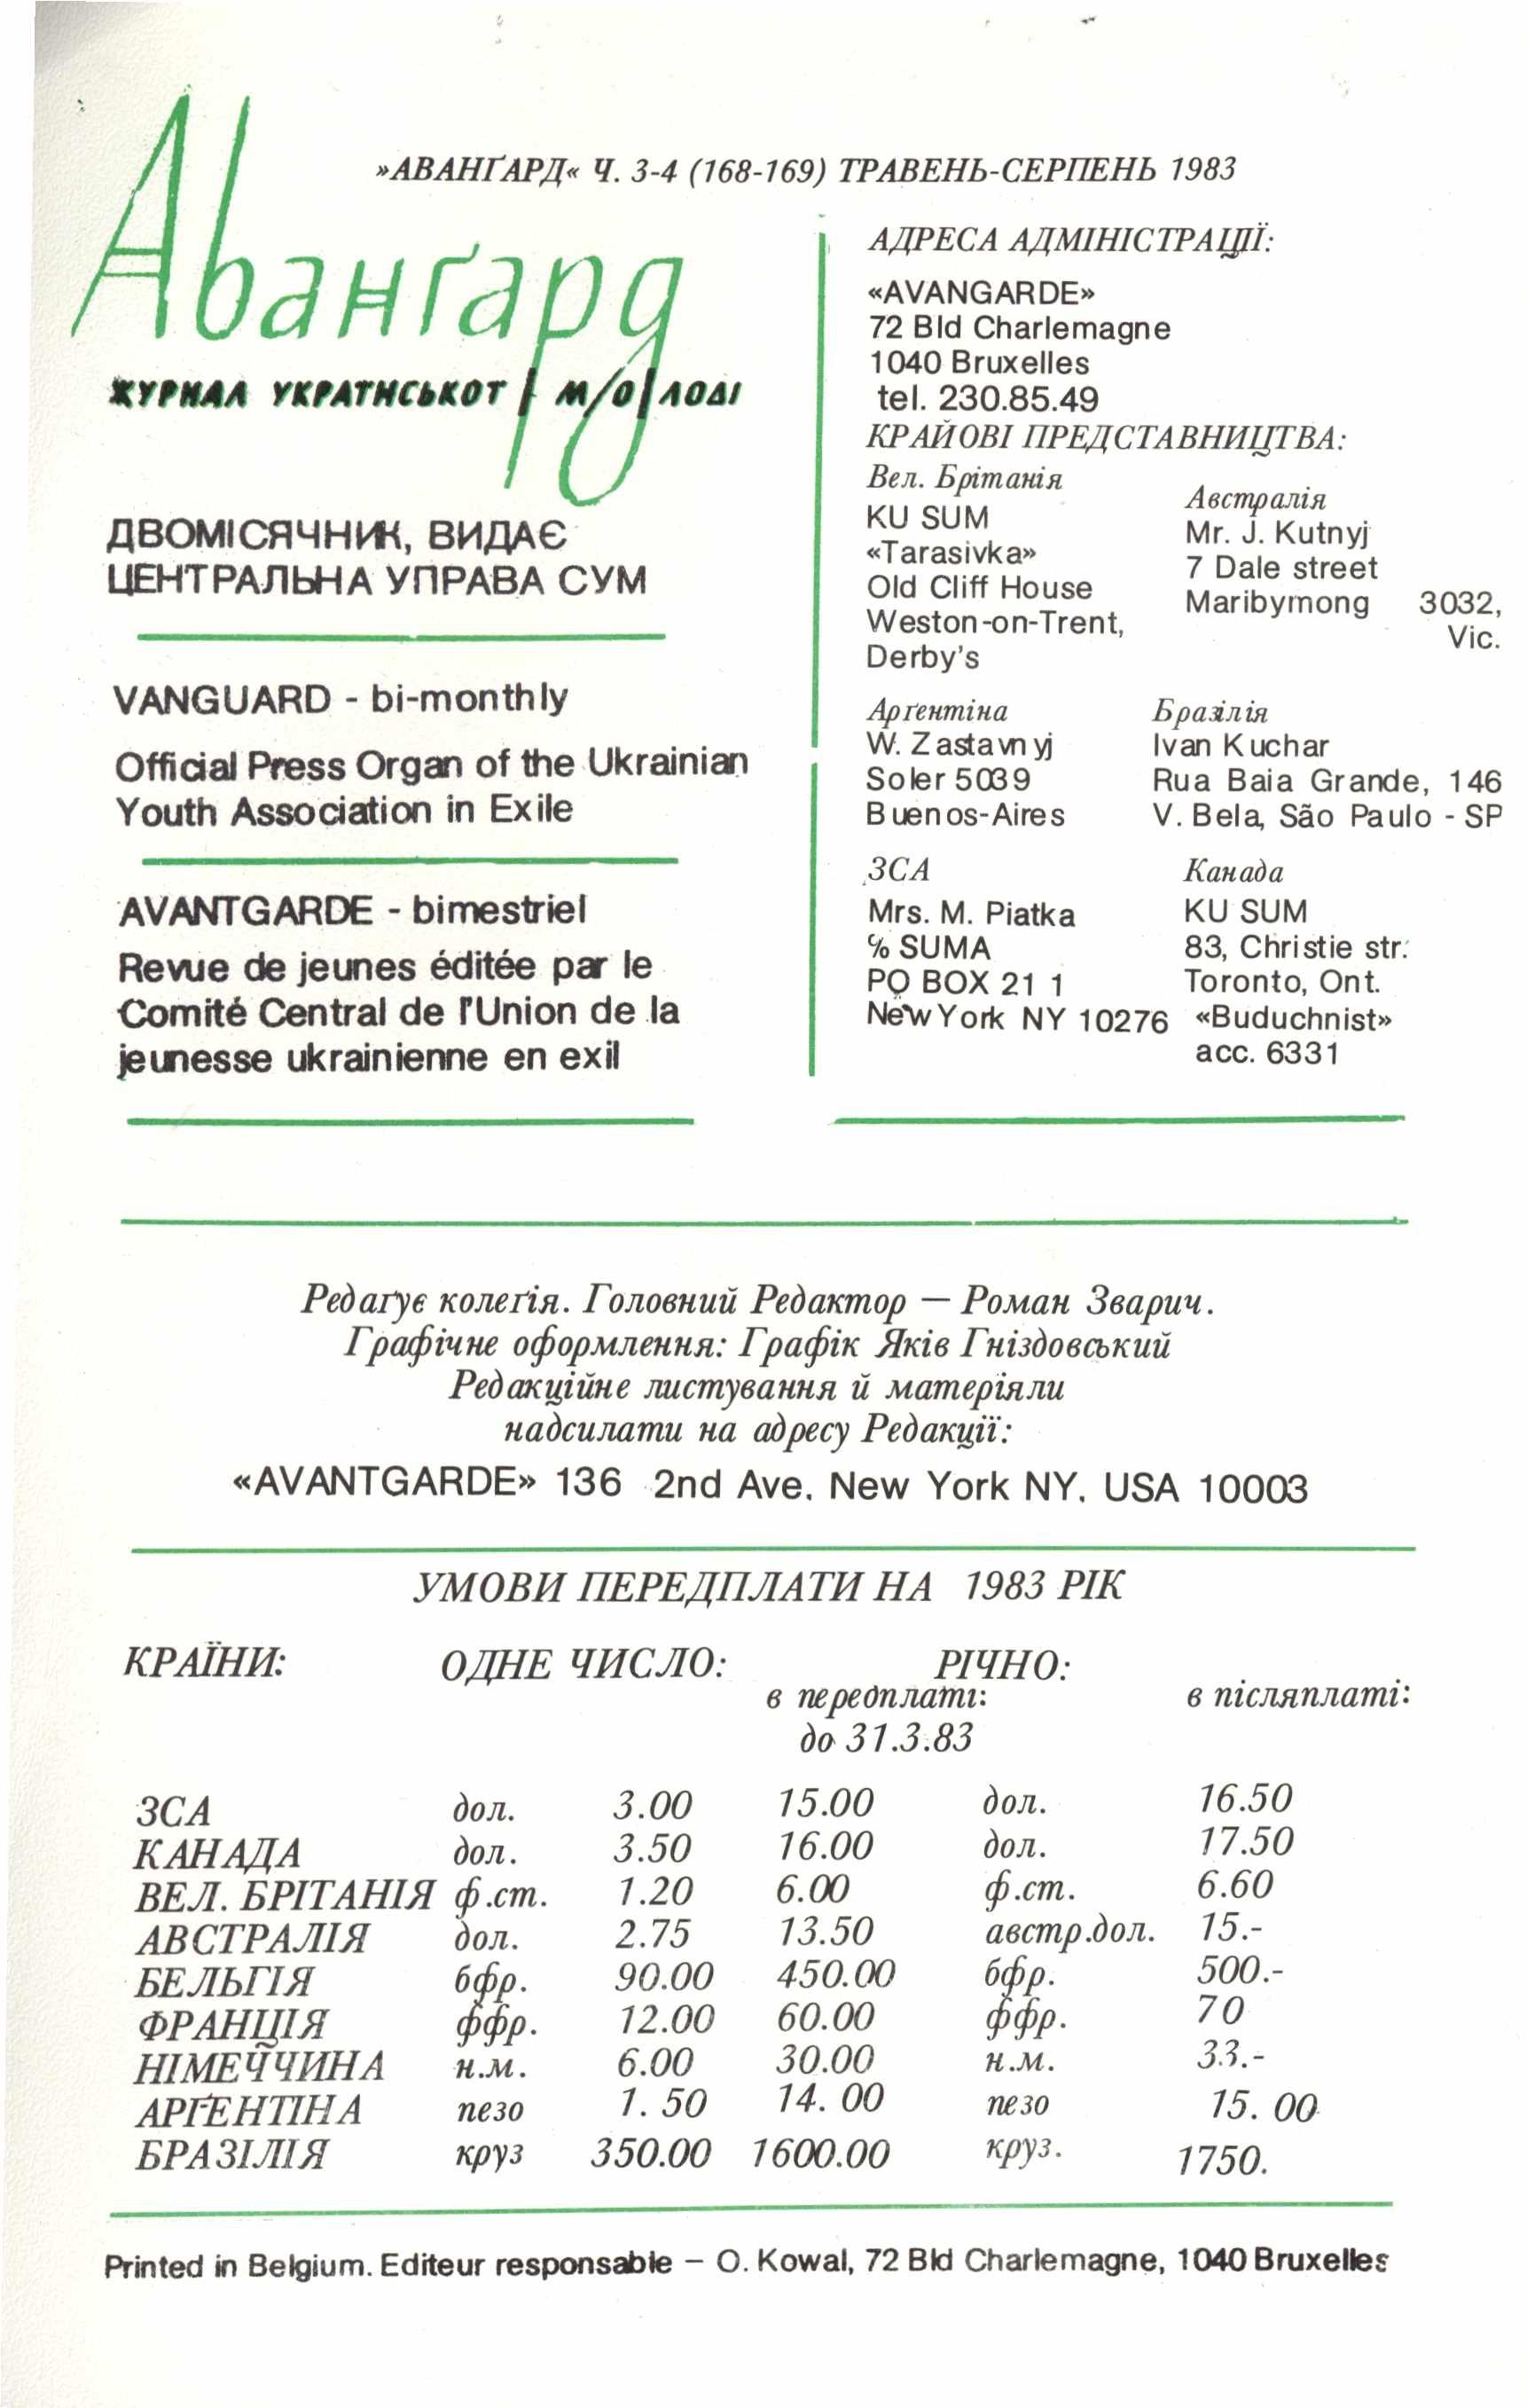 »АВАНҐАРД« Ч. 3-4 (168-169) ТРАВЕНЬ-СЕРПЕНЬ 1983
Аванґард
ЖУРНАЛ УКРАЇНСЬКОЇ МОЛОДІ
ДВОМІСЯЧНИК, ВИДАЄ
ЦЕНТРАЛЬНА УПРАВА СУМ
VANGUARD - bi-monthly
Official Press Organ of the Ukrainian
Youth Association in Exile
AVANTGARDE - bimestriel
Revue de jeunes éditée par le
Comité Central de l'Union de la
jeunesse ukrainienne en exil
АДРЕСА АДМІНІСТРАЦІЇ:
«AVANGARDE»
72 Bld Charlemagne
1040 Bruxelles
tel. 230.85.49
КРАЙОВІ ПРЕДСТАВНИЦТВА:
Вел. Брітанія
KU SUM
«Tarasivka»
Old Cliff House
Weston-on-Trent,
Derby's
Австралія
Mr. J. Kutnyj
7 Dale street
Maribymong 3032,
Vic.
Арґентіна
W. Zastavnyj
Soler 5039
Buenos-Aires
Бразілія
Ivan Kuchar
Rua Baia Grande, 146
V. Bela, São Paulo - SP
ЗСА
Mrs. M. Piatka
℅ SUMA
PO BOX 21 1
New York NY 10276
Канада
KU SUM
83, Christie str.
Toronto, Ont.
«Buduchnist»
acc. 6331
Редаґує колеґія. Головний Редактор — Роман Зварич.
Графічне оформлення: Графік Яків Гніздовський
Редакційне листування й матеріяли
надсилати на адресу Редакції:
«AVANTGARDE» 136 2nd Ave. New York NY. USA 10003
УМОВИ ПЕРЕДПЛАТИ НА 1983 РІК
КРАЇНИ: ОДНЕ ЧИСЛО: РІЧНО:
в передплаті: в післяплаті:
до 31.3.83
ЗСА дол. 3.00 15.00 дол. 16.50
КАНАДА дол. 3.50 16.00 дол. 17.50
ВЕЛ. БРІТАНІЯ ф.ст. 1.20 6.00 ф.ст. 6.60
АВСТРАЛІЯ дол. 2.75 13.50 австр.дол. 15.-
БЕЛЬГІЯ бфр. 90.00 450.00 бфр. 500.-
ФРАНЦІЯ ффр. 12.00 60.00 ффр. 70
НІМЕЧЧИНА н.м. 6.00 30.00 н.м. 33.-
АРҐЕНТІНА пезо 1. 50 14. 00 пезо 15. 00
БРАЗІЛІЯ круз 350.00 1600.00 круз. 1750.
Printed in Belgium. Editeur responsable – O. Kowal, 72 Bld Charlemagne, 1040 Bruxelles